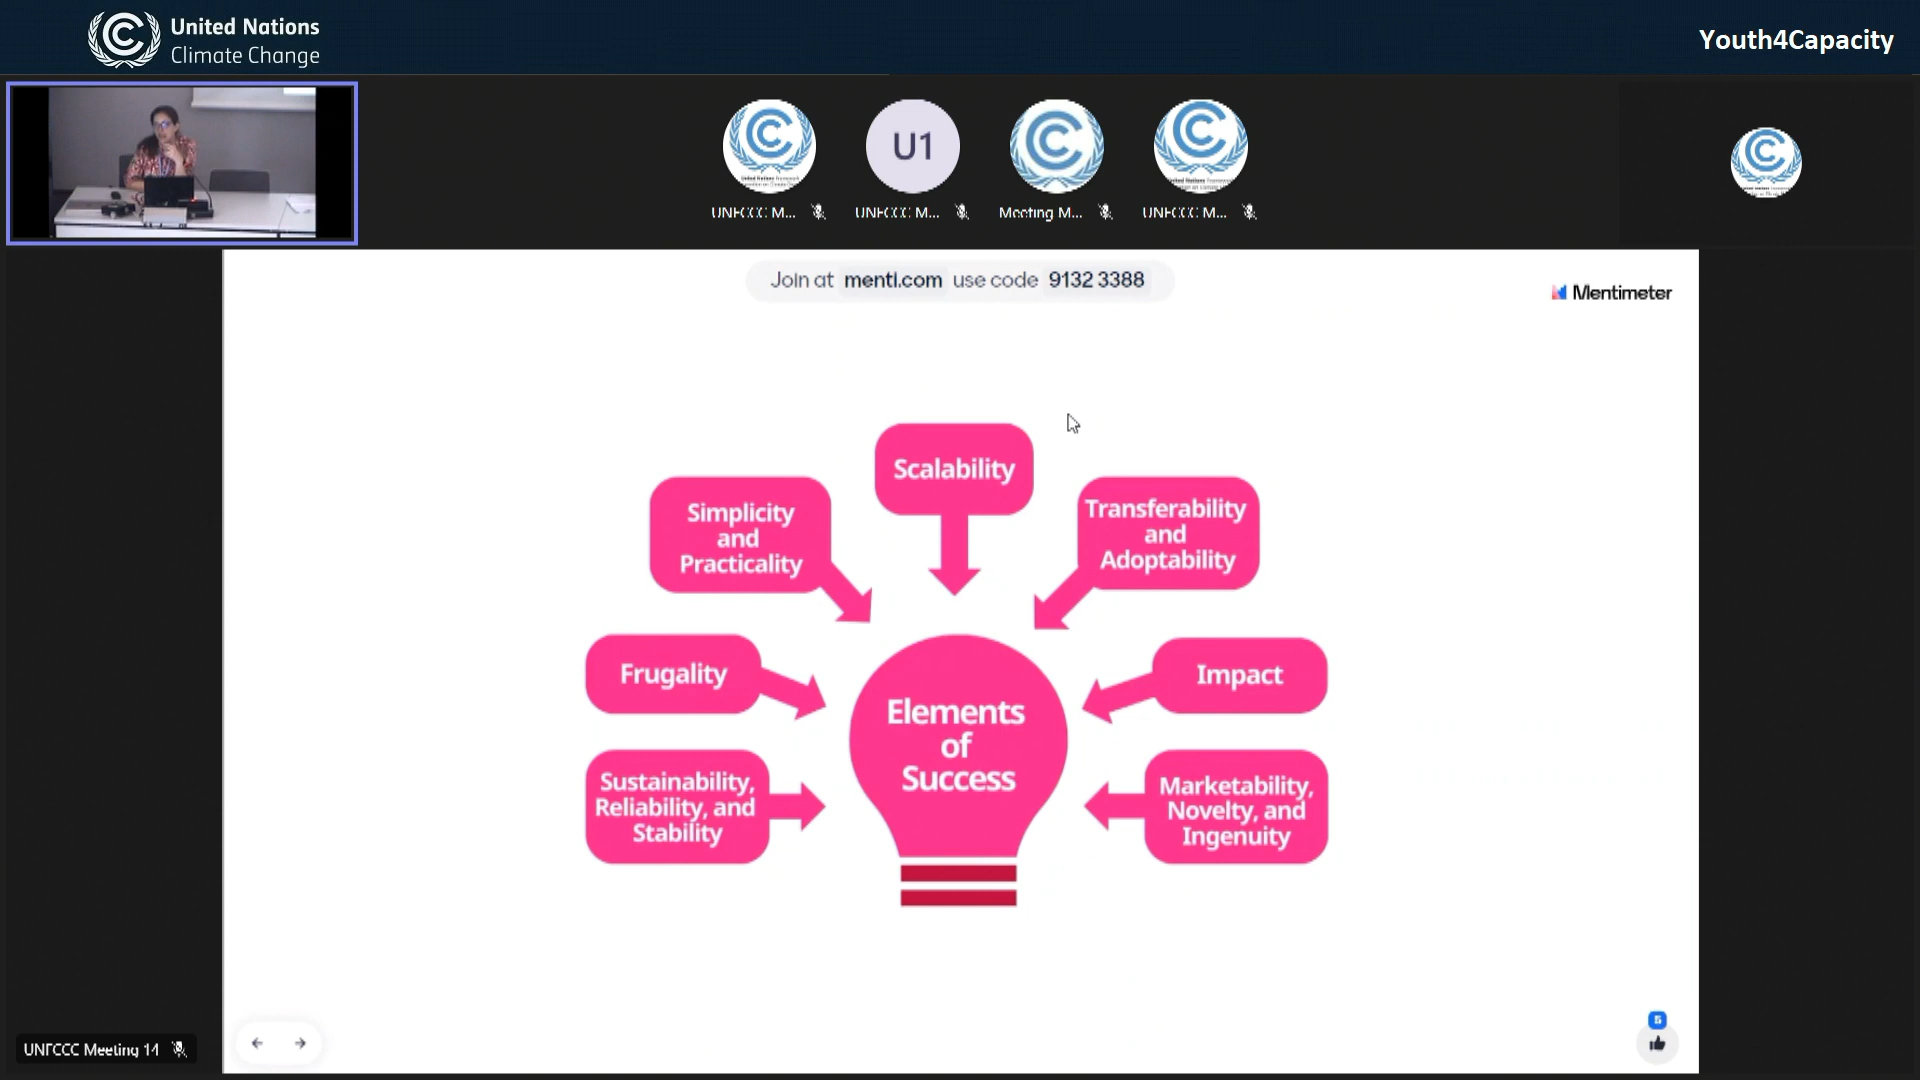 United Nations
Climate Change
Youth4Capacity
U1
UNFCCC M...
UNFCCC M...
Meeting M...
UNFCCC M...
Join at menti.com use code 9132 3388
Mentimeter
Scalability
Simplicity
and
Practicality
Transferability
and
Adoptability
Frugality
Impact
Elements
of
Success
Sustainability,
Reliability, and
Stability
Marketability,
Novelty, and
Ingenuity
5
UNFCCC Meeting 14